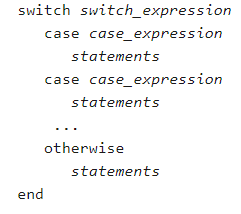 switch switch_expression
case case_expression
statements
case case_expression
statements
...
otherwise
statements
end